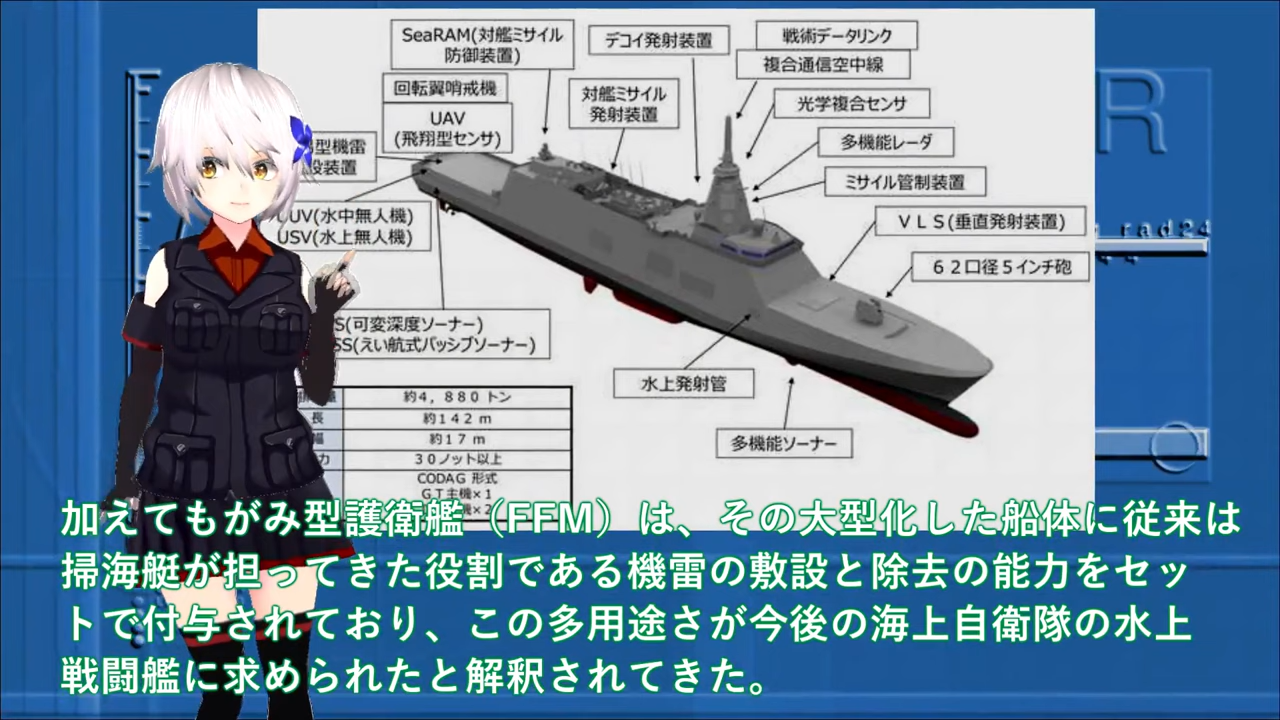 SeaRAM(対艦ミサイル
防御装置)
デコイ発射装置
戦術データリンク
複合通信空中線
回転翼哨戒機
対艦ミサイル
発射装置
光学複合センサ
UAV
(飛翔型センサ)
多機能レーダ
型機雷
設装置
ミサイル管制装置
UUV(水中無人機)
USV(水上無人機)
ＶＬＳ(垂直発射装置)
６２口径５インチ砲
S(可変深度ソーナー)
SS(えい航式パッシブソーナー)
水上発射管
多機能ソーナー
約４，８８０ トン
長 約１４２ｍ
幅 約１７ｍ
力 ３０ノット以上
CODAG 形式
G.T主機×１
機×２
R
rad24
加えてもがみ型護衛艦（FFM）は、その大型化した船体に従来は
掃海艇が担ってきた役割である機雷の敷設と除去の能力をセッ
トで付与されており、この多用途さが今後の海上自衛隊の水上
戦闘艦に求められたと解釈されてきた。